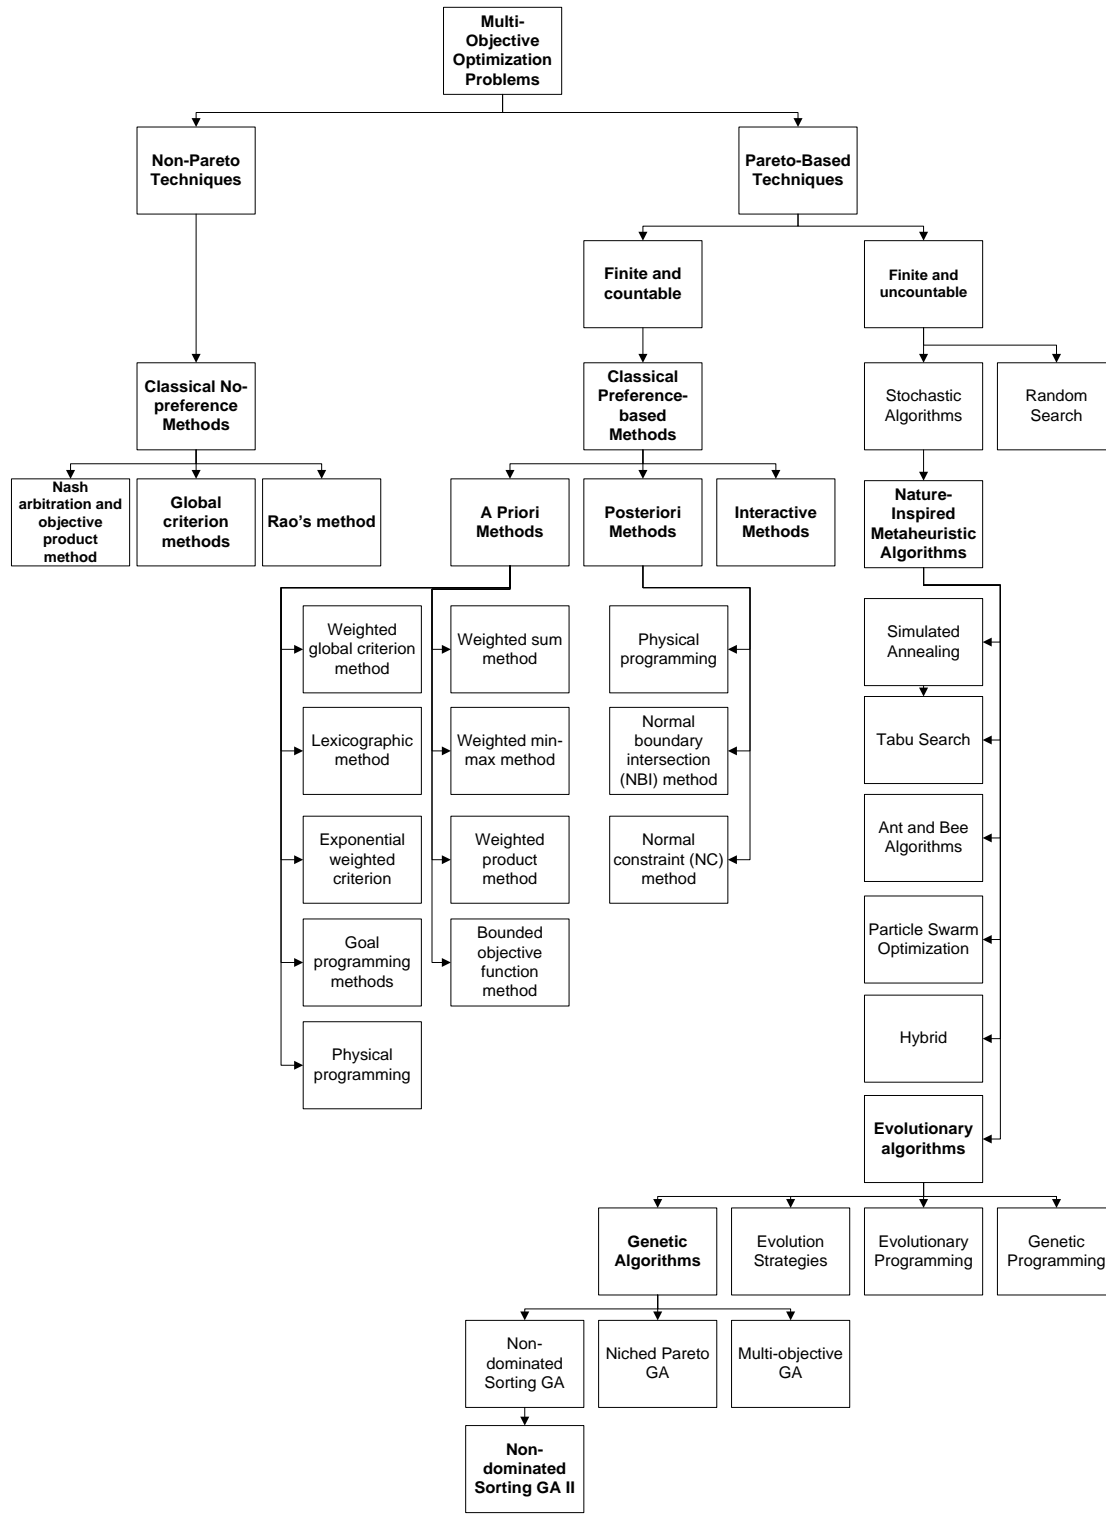 Multi-
Objective
Optimization
Problems
Non-Pareto
Techniques
Pareto-Based
Techniques
Finite and
countable
Finite and
uncountable
Classical No-
preference
Methods
Classical
Preference-
based
Methods
Stochastic
Algorithms
Random
Search
Nash
arbitration and
objective
product
method
Global
criterion
methods
Rao's method
A Priori
Methods
Posteriori
Methods
Interactive
Methods
Nature-
Inspired
Metaheuristic
Algorithms
Weighted
global criterion
method
Weighted sum
method
Physical
programming
Simulated
Annealing
Lexicographic
method
Weighted min-
max method
Normal
boundary
intersection
(NBI) method
Tabu Search
Exponential
weighted
criterion
Weighted
product
method
Normal
constraint (NC)
method
Ant and Bee
Algorithms
Goal
programming
methods
Bounded
objective
function
method
Particle Swarm
Optimization
Physical
programming
Hybrid
Evolutionary
algorithms
Genetic
Algorithms
Evolution
Strategies
Evolutionary
Programming
Genetic
Programming
Non-
dominated
Sorting GA
Niched Pareto
GA
Multi-objective
GA
Non-
dominated
Sorting GA II